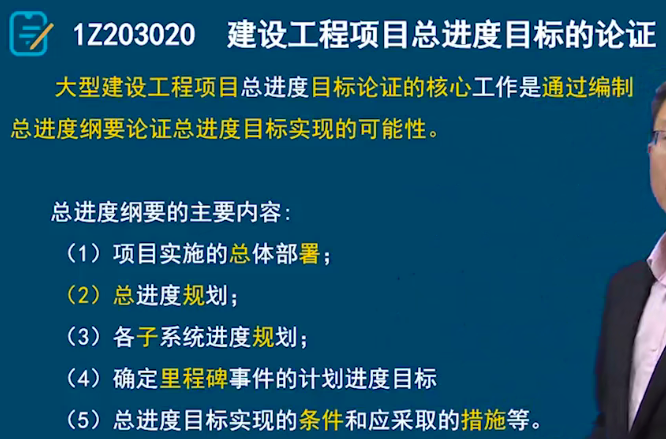 1Z203020 建设工程项目总进度目标的论证
大型建设工程项目总进度目标论证的核心工作是通过编制
总进度纲要论证总进度目标实现的可能性。
总进度纲要的主要内容:
（1）项目实施的总体部署;
（2）总进度规划;
（3）各子系统进度规划;
（4）确定里程碑事件的计划进度目标
（5）总进度目标实现的条件和应采取的措施等。